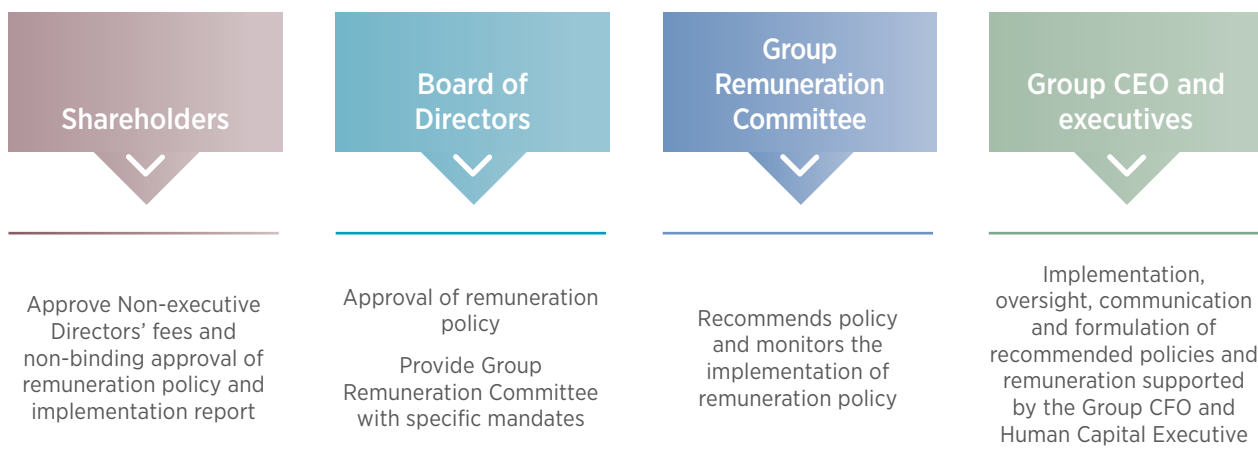 Shareholders
Approve Non-executive
Directors’ fees and
non-binding approval of
remuneration policy and
implementation report
Board of
Directors
Approval of remuneration
policy
Provide Group
Remuneration Committee
with specific mandates
Group
Remuneration
Committee
Recommends policy
and monitors the
implementation of
remuneration policy
Group CEO and
executives
Implementation,
oversight, communication
and formulation of
recommended policies and
remuneration supported
by the Group CFO and
Human Capital Executive